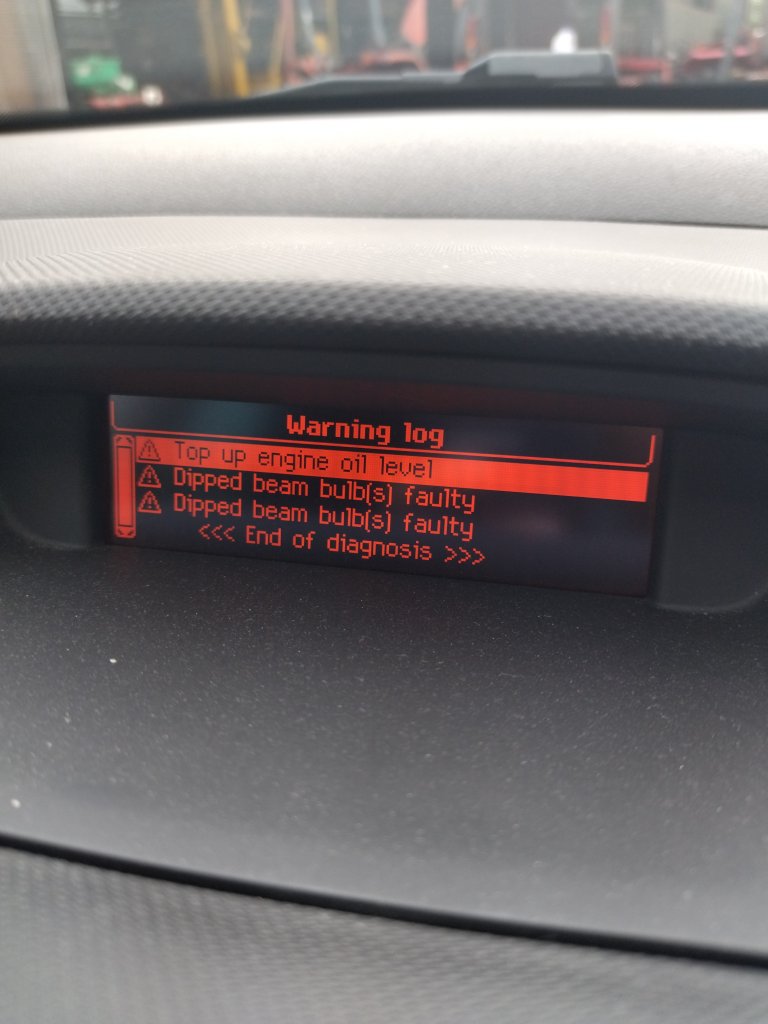 Warning log
Top up engine oil level
Dipped beam bulb(s) faulty
Dipped beam bulb(s) faulty
<<< End of diagnosis >>>